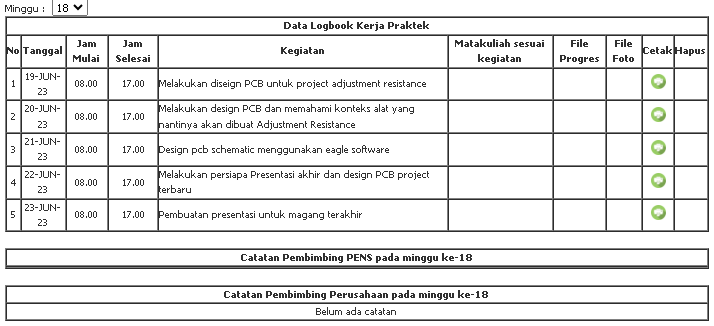 Minggu : 18
Data Logbook Kerja Praktek
No Tanggal Jam Mulai Jam Selesai Kegiatan Matakuliah sesuai kegiatan File Progres File Foto Cetak Hapus
1 19-JUN-23 08.00 17.00 Melakukan diseign PCB untuk project adjustment resistance
2 20-JUN-23 08.00 17.00 Melakukan design PCB dan memahami konteks alat yang
nantinya akan dibuat Adjustment Resistance
3 21-JUN-23 08.00 17.00 Design pcb schematic menggunakan eagle software
4 22-JUN-23 08.00 17.00 Melakukan persiapa Presentasi akhir dan design PCB project
terbaru
5 23-JUN-23 08.00 17.00 Pembuatan presentasi untuk magang terakhir
Catatan Pembimbing PENS pada minggu ke-18
Catatan Pembimbing Perusahaan pada minggu ke-18
Belum ada catatan